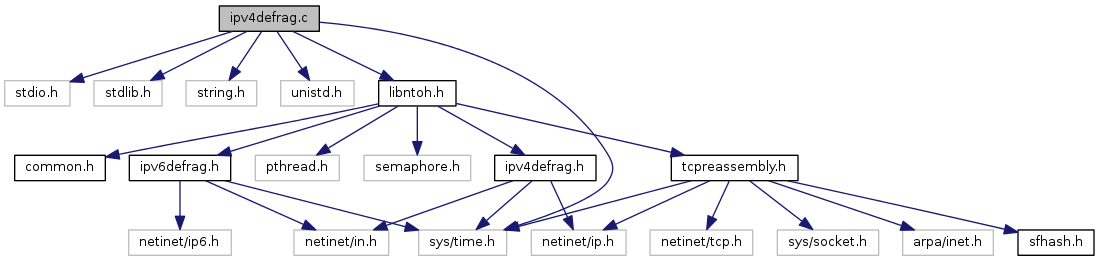 ipv4defrag.c
stdio.h
stdlib.h
string.h
unistd.h
libntoh.h
common.h
ipv6defrag.h
pthread.h
semaphore.h
ipv4defrag.h
tcpreassembly.h
netinet/ip6.h
netinet/in.h
sys/time.h
netinet/ip.h
netinet/tcp.h
sys/socket.h
arpa/inet.h
sfhash.h